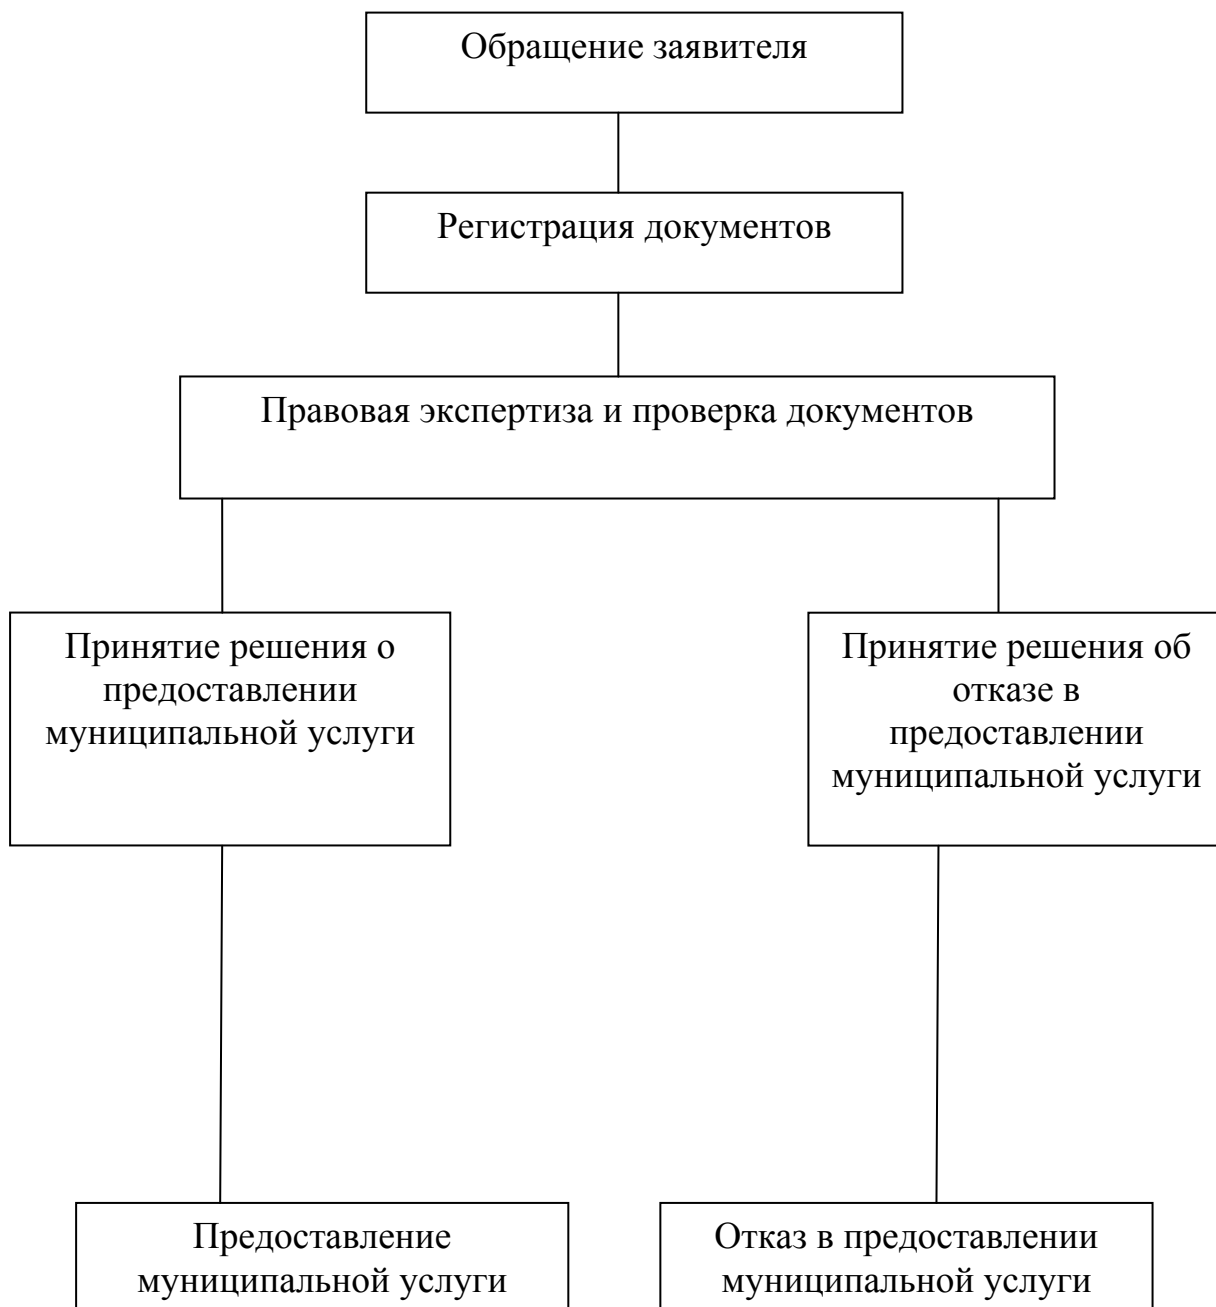 Обращение заявителя
Регистрация документов
Правовая экспертиза и проверка документов
Принятие решения о
предоставлении
муниципальной услуги
Принятие решения об
отказе в
предоставлении
муниципальной услуги
Предоставление
муниципальной услуги
Отказ в предоставлении
муниципальной услуги